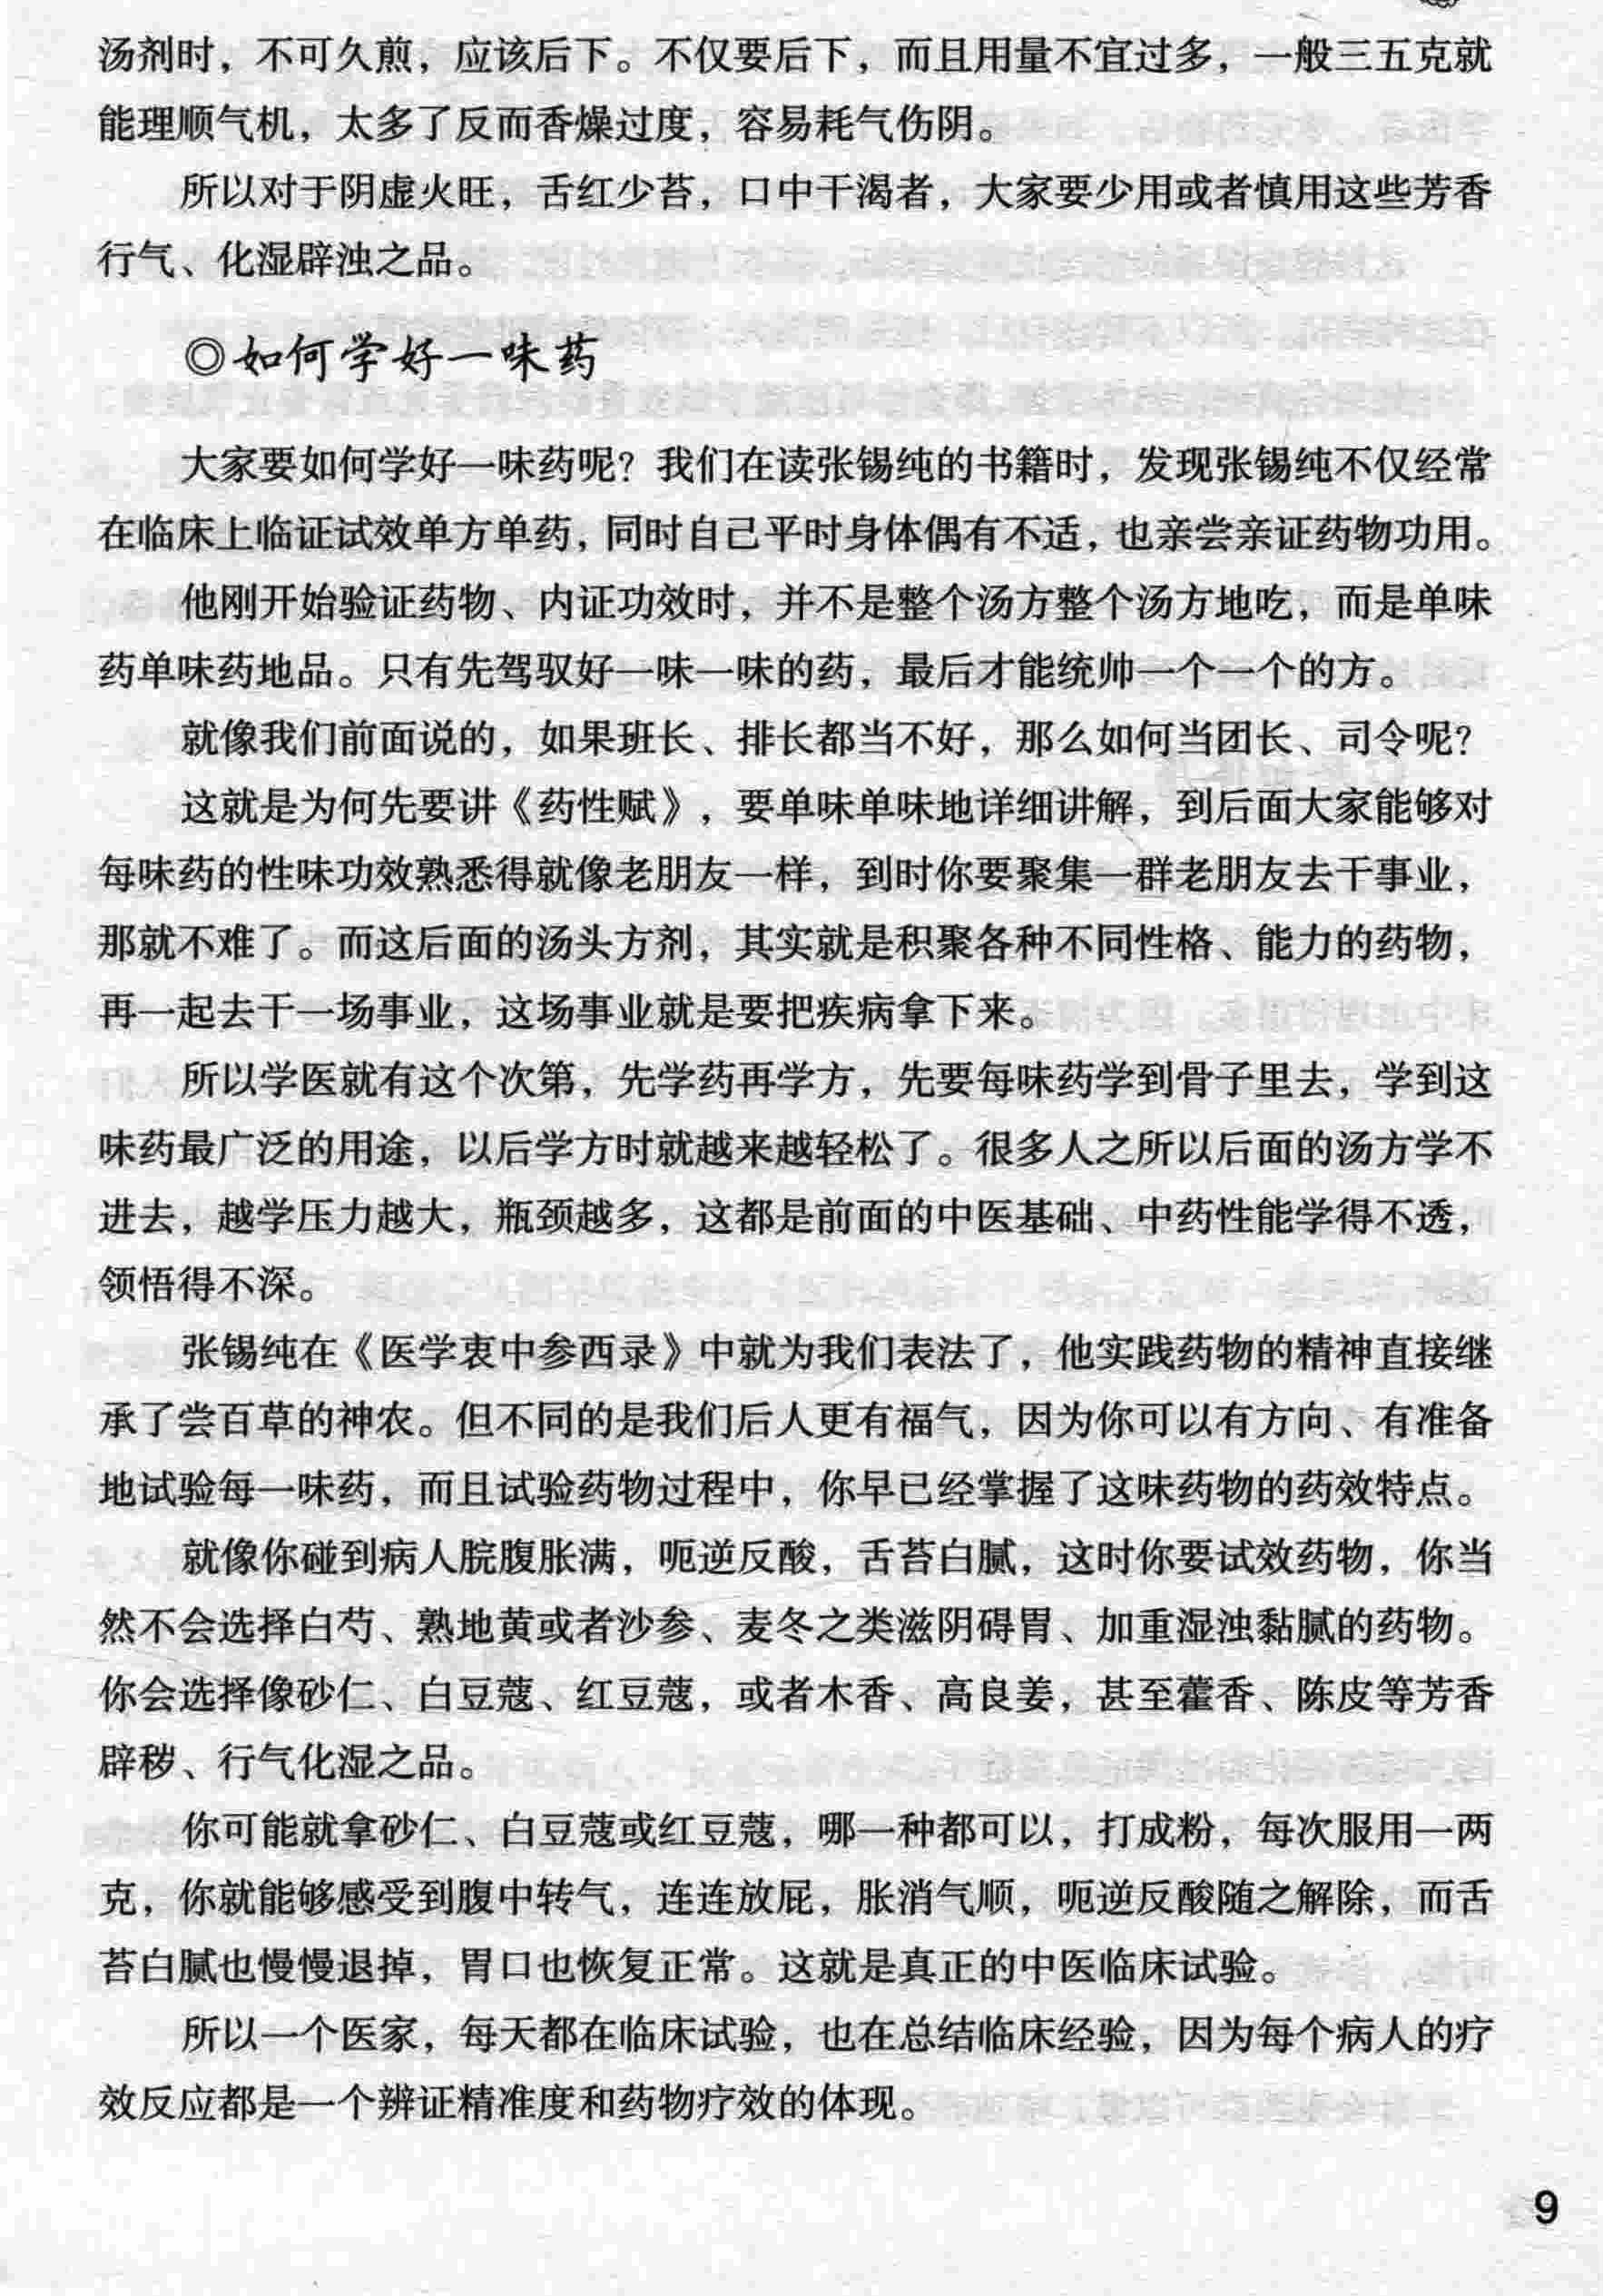 汤剂时，不可久煎，应该后下。不仅要后下，而且用量不宜过多，一般三五克就
能理顺气机，太多了反而香燥过度，容易耗气伤阴。
所以对于阴虚火旺，舌红少苔，口中干渴者，大家要少用或者慎用这些芳香
行气、化湿辟浊之品。
◎如何学好一味药
大家要如何学好一味药呢？我们在读张锡纯的书籍时，发现张锡纯不仅经常
在临床上临证试效单方单药，同时自己平时身体偶有不适，也亲尝亲证药物功用。
他刚开始验证药物、内证功效时，并不是整个汤方整个汤方地吃，而是单味
药单味药地品。只有先驾驭好一味一味的药，最后才能统帅一个一个的方。
就像我们前面说的，如果班长、排长都当不好，那么如何当团长、司令呢？
这就是为何先要讲《药性赋》，要单味单味地详细讲解，到后面大家能够对
每味药的性味功效熟悉得就像老朋友一样，到时你要聚集一群老朋友去干事业，
那就不难了。而这后面的汤头方剂，其实就是积聚各种不同性格、能力的药物，
再一起去干一场事业，这场事业就是要把疾病拿下来。
所以学医就有这个次第，先学药再学方，先要每味药学到骨子里去，学到这
味药最广泛的用途，以后学方时就越来越轻松了。很多人之所以后面的汤方学不
进去，越学压力越大，瓶颈越多，这都是前面的中医基础、中药性能学得不透，
领悟得不深。
张锡纯在《医学衷中参西录》中就为我们表法了，他实践药物的精神直接继
承了尝百草的神农。但不同的是我们后人更有福气，因为你可以有方向、有准备
地试验每一味药，而且试验药物过程中，你早已经掌握了这味药物的药效特点。
就像你碰到病人脘腹胀满，呃逆反酸，舌苔白腻，这时你要试效药物，你当
然不会选择白芍、熟地黄或者沙参、麦冬之类滋阴碍胃、加重湿浊黏腻的药物。
你会选择像砂仁、白豆蔻、红豆蔻，或者木香、高良姜，甚至藿香、陈皮等芳香
辟秽、行气化湿之品。
你可能就拿砂仁、白豆蔻或红豆蔻，哪一种都可以，打成粉，每次服用一两
克，你就能够感受到腹中转气，连连放屁，胀消气顺，呃逆反酸随之解除，而舌
苔白腻也慢慢退掉，胃口也恢复正常。这就是真正的中医临床试验。
所以一个医家，每天都在临床试验，也在总结临床经验，因为每个病人的疗
效反应都是一个辨证精准度和药物疗效的体现。
9